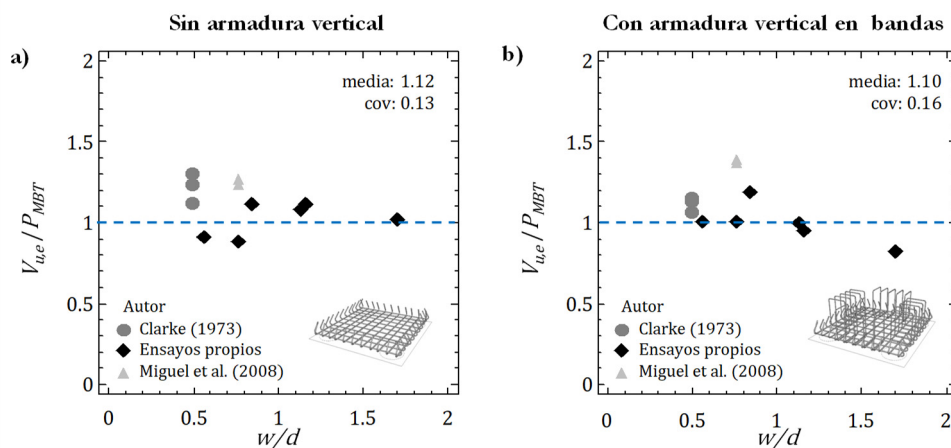 Sin armadura vertical
a)
2
1.5
1
0.5
0
V_{u,e} / P_{MBT}
media: 1.12
cov: 0.13
Autor
Clarke (1973)
Ensayos propios
Miguel et al. (2008)
0 0.5 1 1.5 2
w/d
Con armadura vertical en bandas
b)
2
1.5
1
0.5
0
V_{u,e} / P_{MBT}
media: 1.10
cov: 0.16
Autor
Clarke (1973)
Ensayos propios
Miguel et al. (2008)
0 0.5 1 1.5 2
w/d